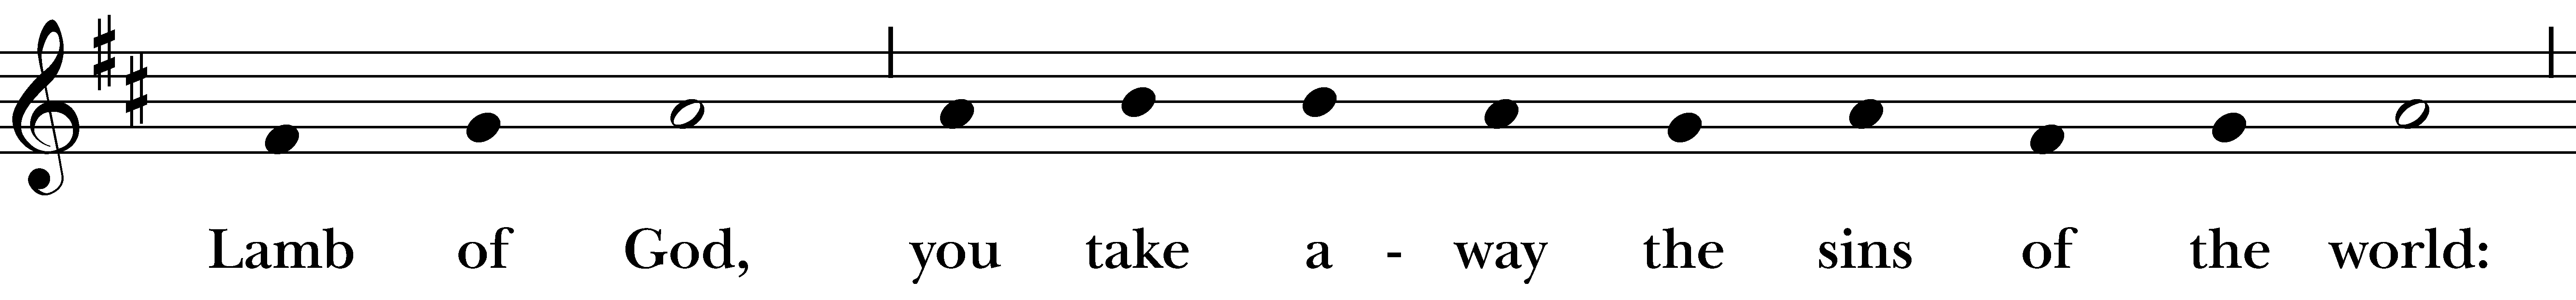 Lamb of God, you take a - way the sins of the world: